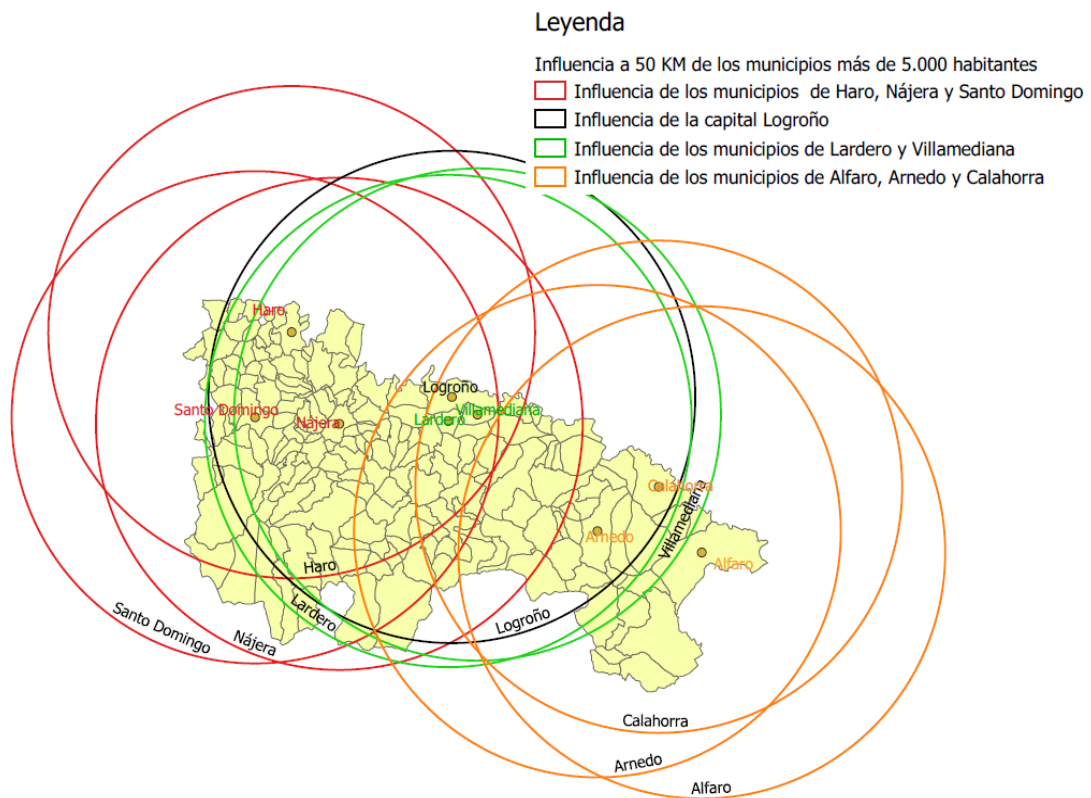 Leyenda
Influencia a 50 KM de los municipios más de 5.000 habitantes
Influencia de los municipios  de Haro, Nájera y Santo Domingo
Influencia de la capital Logroño
Influencia de los municipios de Lardero y Villamediana
Influencia de los municipios de Alfaro, Arnedo y Calahorra
Haro
Logroño
Santo Domingo
Nájera
Lardero
Villamediana
Calahorra
Arnedo
Alfaro
Villamediana
Haro
Lardero
Logroño
Santo Domingo
Nájera
Calahorra
Arnedo
Alfaro